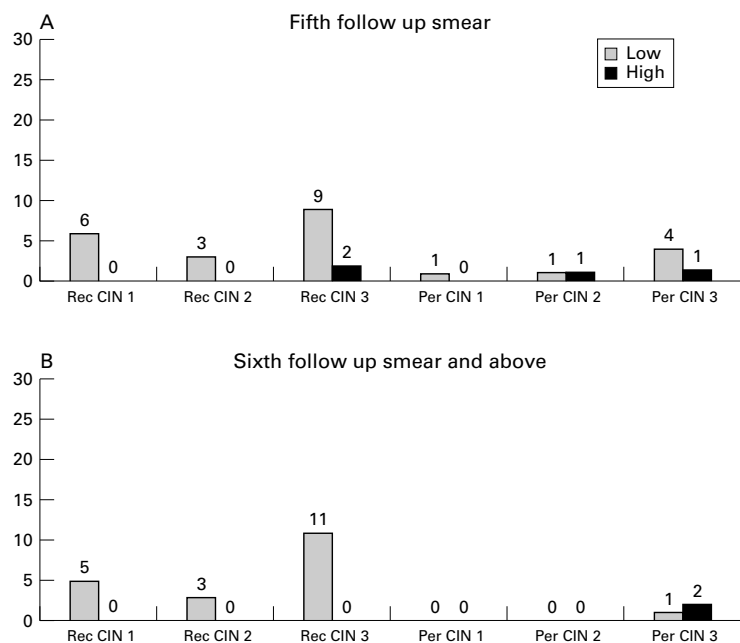 A Fifth follow up smear
30
25
20
15
10
5
0
Low
High
6 0 3 0 9 2 1 0 1 1 4 1
Rec CIN 1 Rec CIN 2 Rec CIN 3 Per CIN 1 Per CIN 2 Per CIN 3
B Sixth follow up smear and above
30
25
20
15
10
5
0
5 0 3 0 11 0 0 0 0 0 1 2
Rec CIN 1 Rec CIN 2 Rec CIN 3 Per CIN 1 Per CIN 2 Per CIN 3